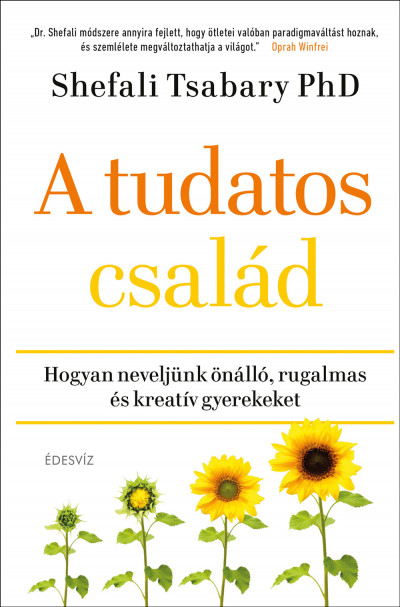 „Dr. Shefali módszere annyira fejlett, hogy ötletei valóban paradigmaváltást hoznak,
és szemlélete megváltoztathatja a világot.” Oprah Winfrei
Shefali Tsabary PhD
A tudatos
család
Hogyan neveljünk önálló, rugalmas
és kreatív gyerekeket
ÉDESVÍZ